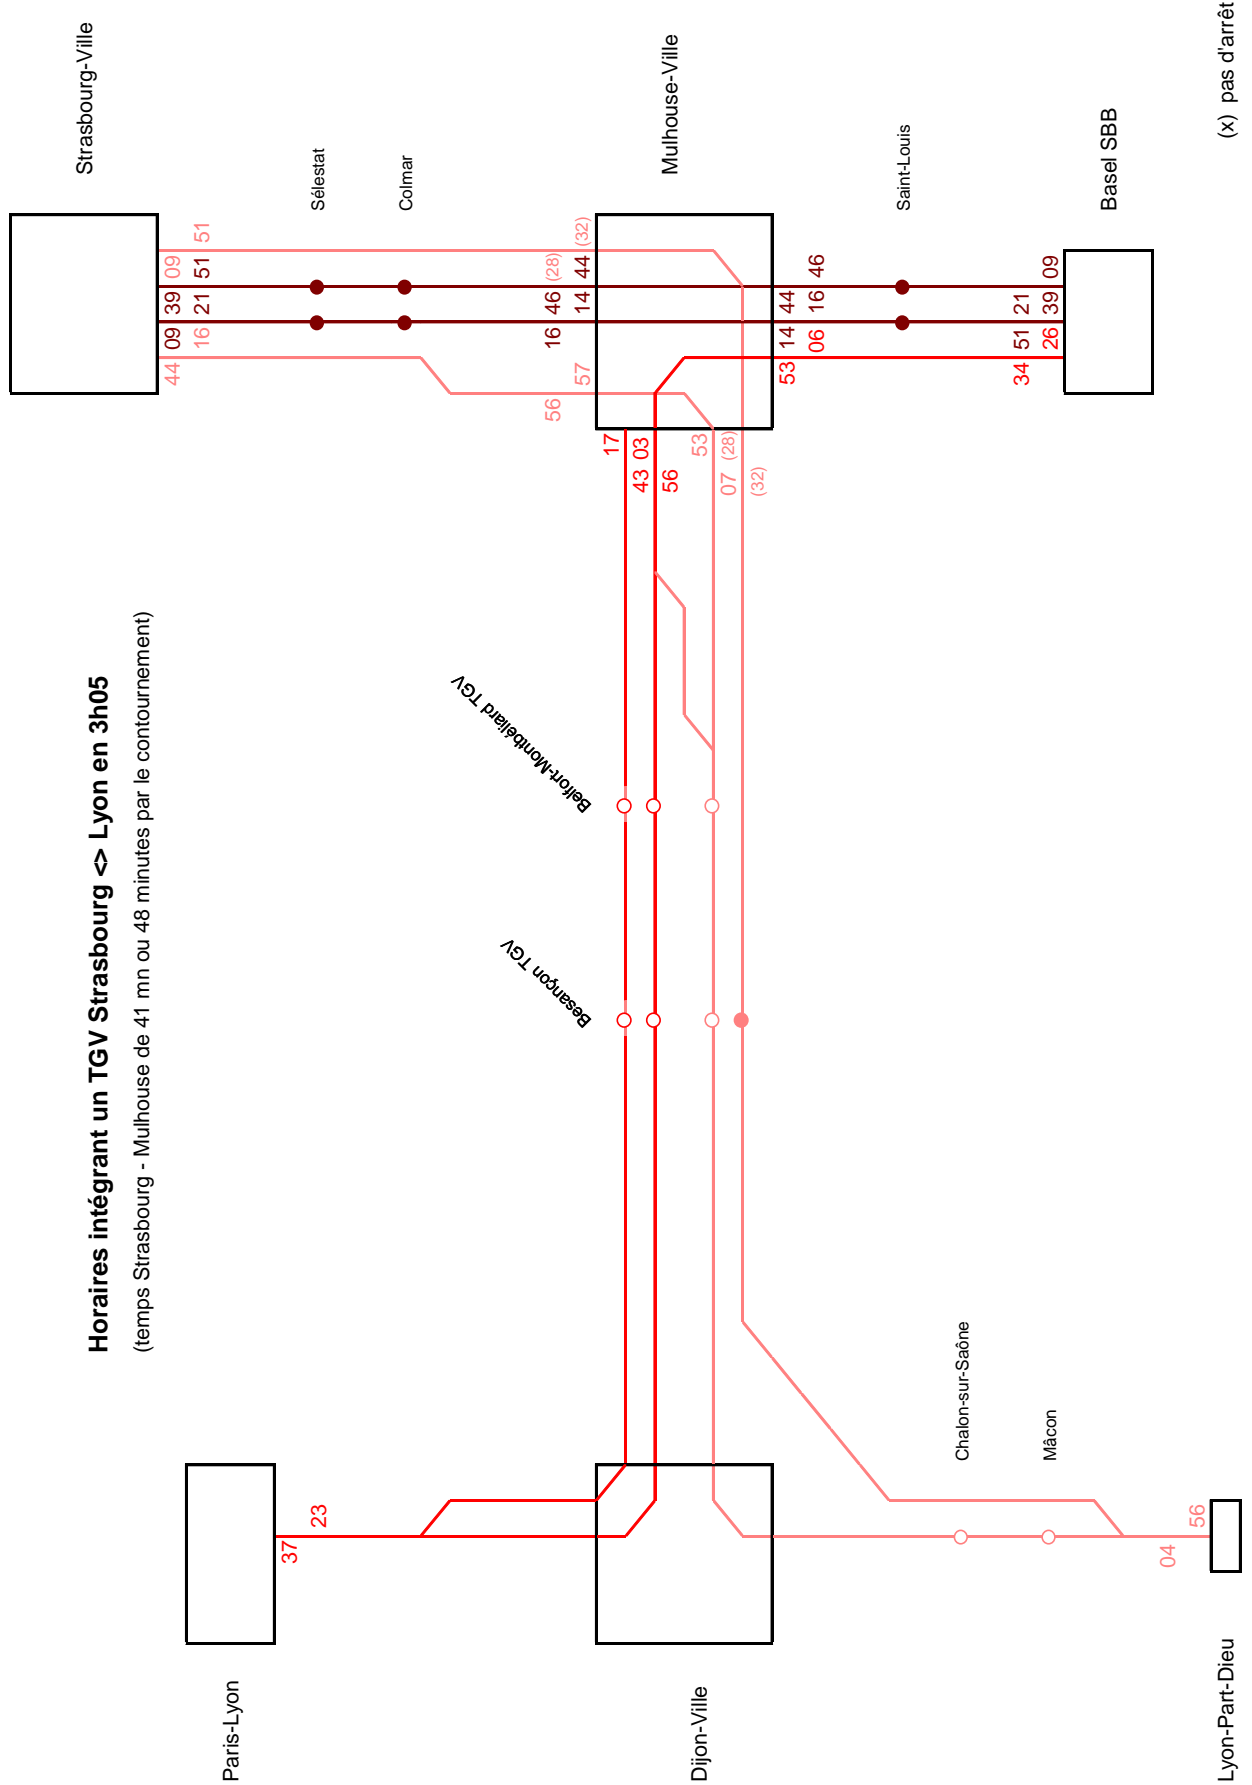 Horaires intégrant un TGV Strasbourg <> Lyon en 3h05
(temps Strasbourg - Mulhouse de 41 mn ou 48 minutes par le contournement)
Strasbourg-Ville
44
09
39
09
16
21
51
51
Sélestat
Colmar
56
16
46
(28)
57
14
44
(32)
Mulhouse-Ville
17
43
03
56
53
07
(28)
(32)
53
14
44
06
16
46
Saint-Louis
34
51
21
26
39
09
Basel SBB
Belfort-Montbéliard TGV
Besançon TGV
Paris-Lyon
37
23
Dijon-Ville
Chalon-sur-Saône
Mâcon
04
56
Lyon-Part-Dieu
(x) pas d'arrêt